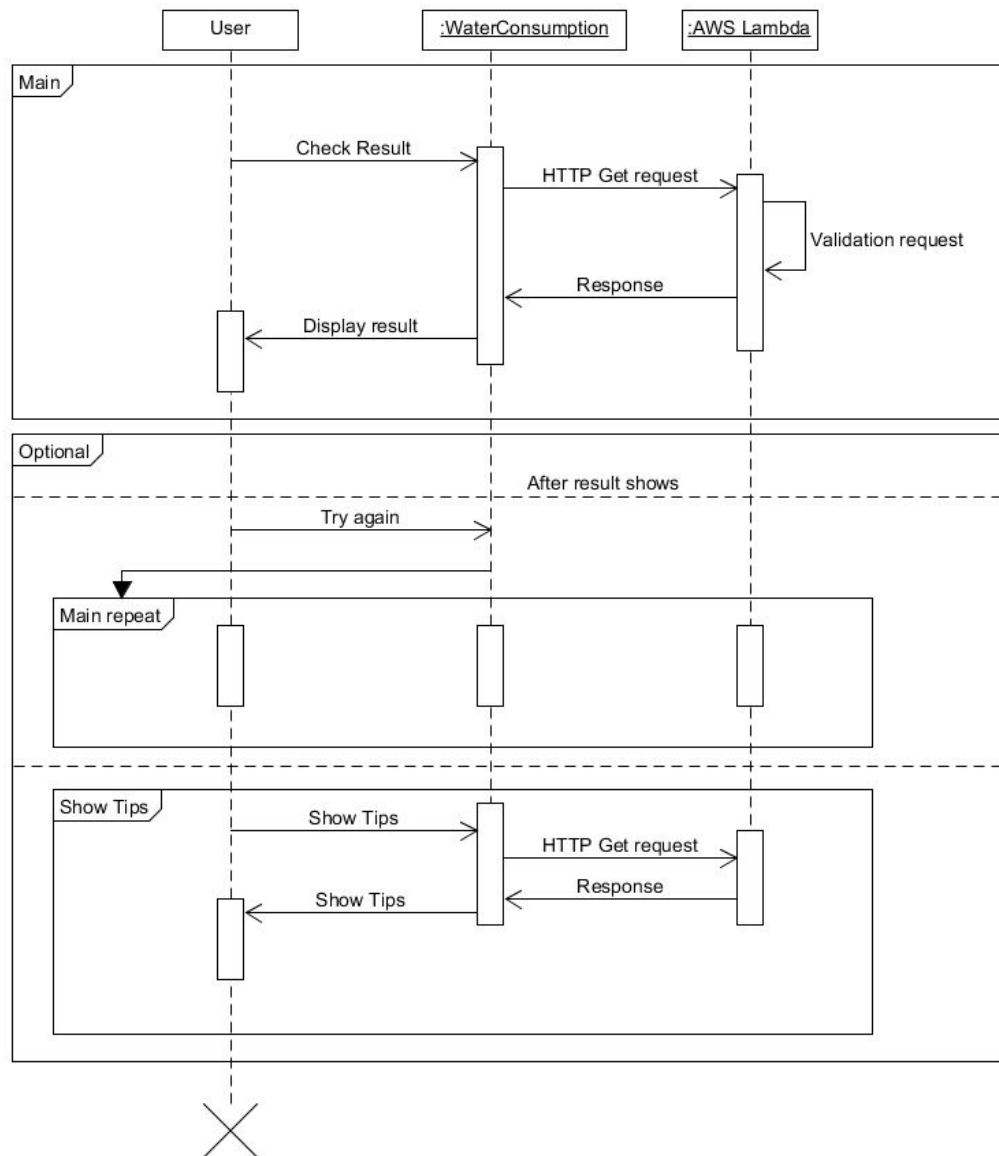 User
:WaterConsumption
:AWS Lambda
Main
Check Result
HTTP Get request
Validation request
Response
Display result
Optional
After result shows
Try again
Main repeat
Show Tips
Show Tips
HTTP Get request
Response
Show Tips